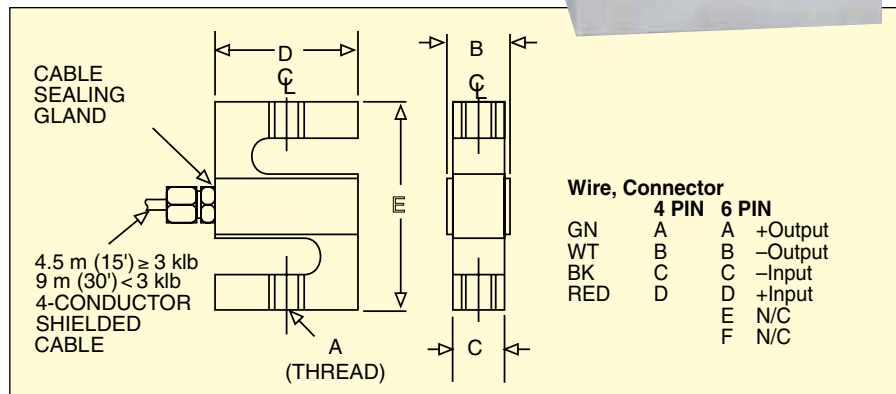 CABLE
SEALING
GLAND
D
C
L
B
C
L
E
4.5 m (15') ≥ 3 klb
9 m (30') < 3 klb
4-CONDUCTOR
SHIELDED
CABLE
A
(THREAD)
C
Wire, Connector
4 PIN 6 PIN
GN A A +Output
WT B B –Output
BK C C –Input
RED D D +Input
E N/C
F N/C